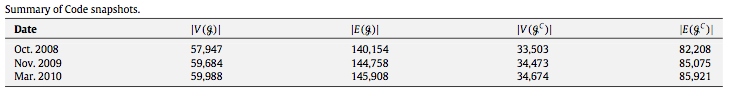 Summary of Code snapshots.
Date |V(𝒢)| |E(𝒢)| |V(𝒢^C)| |E(𝒢^C)|
Oct. 2008 57,947 140,154 33,503 82,208
Nov. 2009 59,684 144,758 34,473 85,075
Mar. 2010 59,988 145,908 34,674 85,921